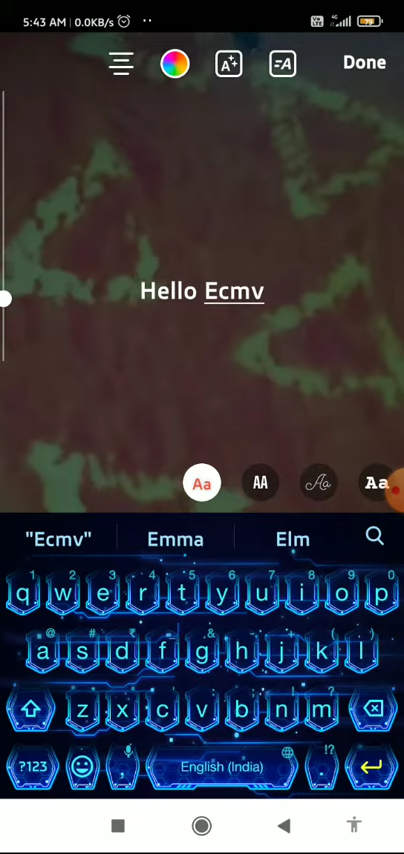 5:43 AM | 0.0KB/s
Done
Hello Ecmv
Aa AA Aa Aa
"Ecmv" Emma Elm
1 2 3 4 5 6 7 8 9 0
q w e r t y u i o p
@ # ₹ & - + ( )
a s d f g h j k l
z x c v b n m
?123 , English (India) . !?